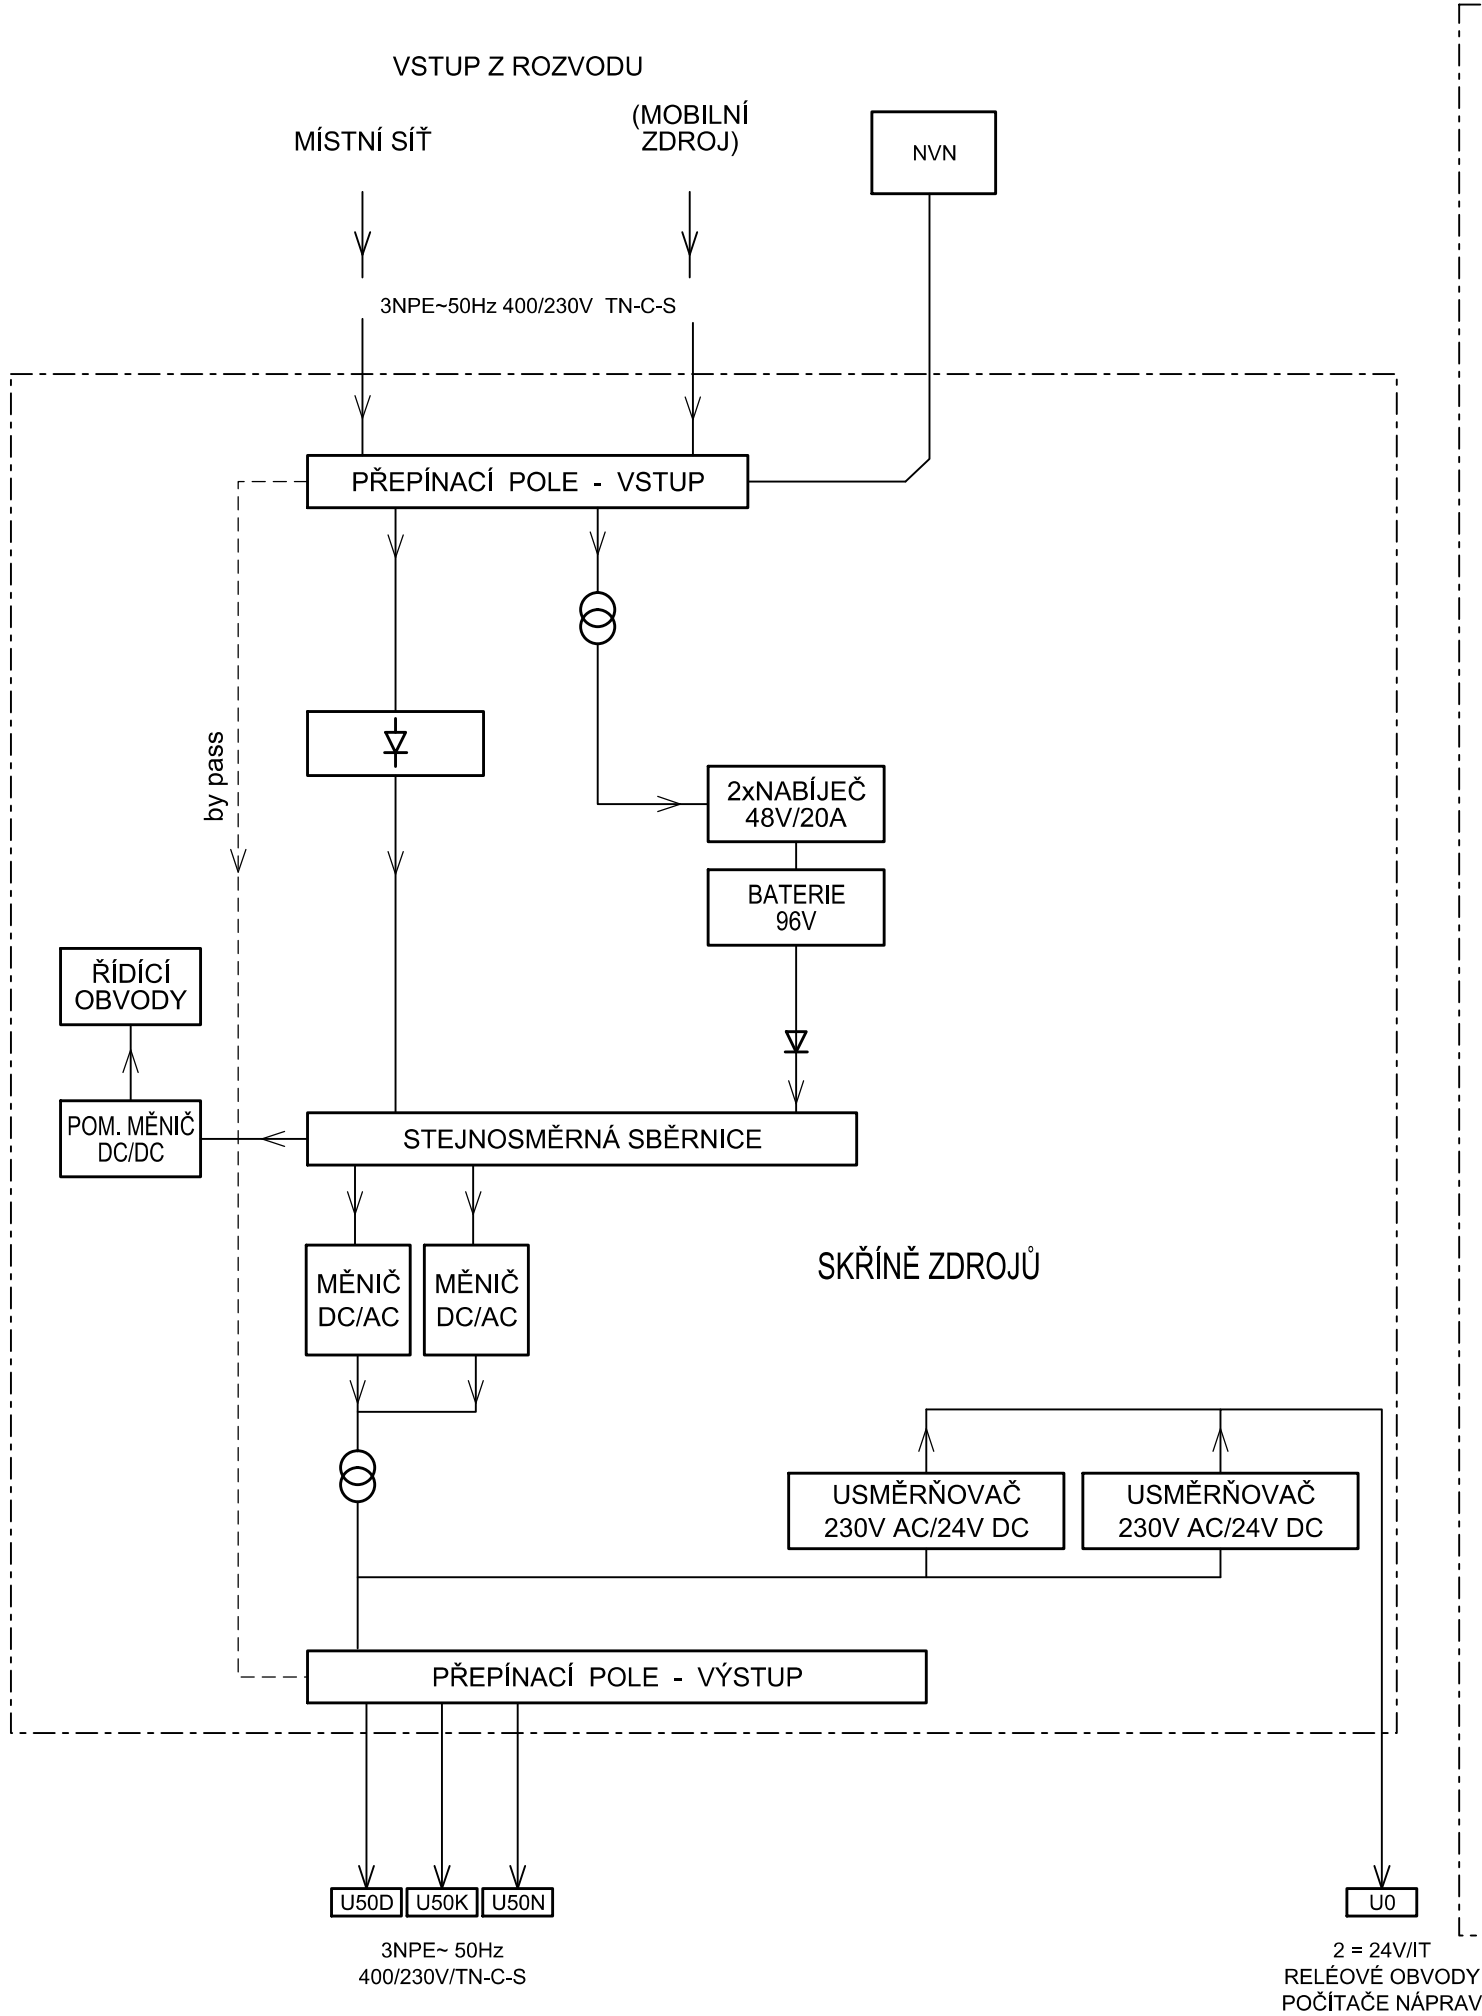 VSTUP Z ROZVODU
MÍSTNÍ SÍŤ
(MOBILNÍ
ZDROJ)
NVN
3NPE~50Hz 400/230V TN-C-S
PŘEPÍNACÍ POLE - VSTUP
by pass
2xNABÍJEČ
48V/20A
BATERIE
96V
ŘÍDÍCÍ
OBVODY
POM. MĚNIČ
DC/DC
STEJNOSMĚRNÁ SBĚRNICE
MĚNIČ
DC/AC
MĚNIČ
DC/AC
SKŘÍNĚ ZDROJŮ
USMĚRŇOVAČ
230V AC/24V DC
USMĚRŇOVAČ
230V AC/24V DC
PŘEPÍNACÍ POLE - VÝSTUP
U50D
U50K
U50N
U0
3NPE~ 50Hz
400/230V/TN-C-S
2 = 24V/IT
RELÉOVÉ OBVODY
POČÍTAČE NÁPRAV